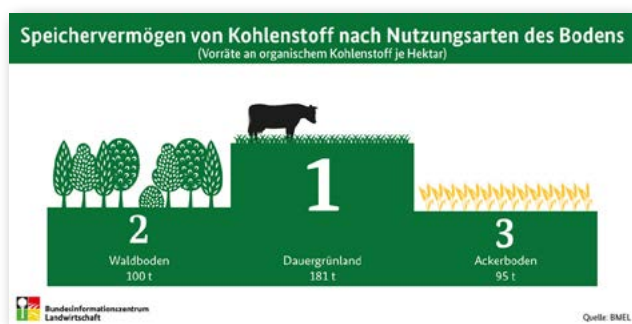 Speichervermögen von Kohlenstoff nach Nutzungsarten des Bodens
(Vorräte an organischem Kohlenstoff je Hektar)
1
2
3
Waldboden
100 t
Dauergrünland
181 t
Ackerboden
95 t
Bundesinformationszentrum
Landwirtschaft
Quelle: BMEL